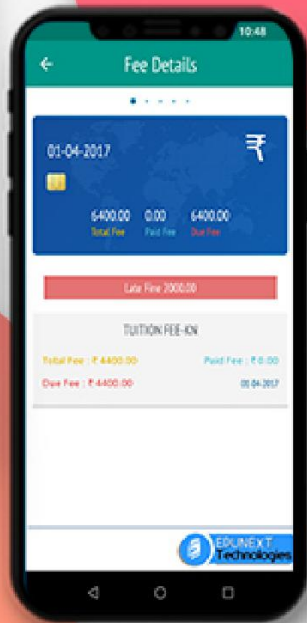 10:48
Fee Details
01-04-2017
₹
6400.00 0.00 6400.00
Total Fee Paid Fee Due Fee
Late Fine 2000.00
TUITION FEE-KN
Total Fee : ₹ 4400.00 Paid Fee : ₹ 0.00
Due Fee : ₹ 4400.00 01-04-2017
EDUNEXT
Technologies